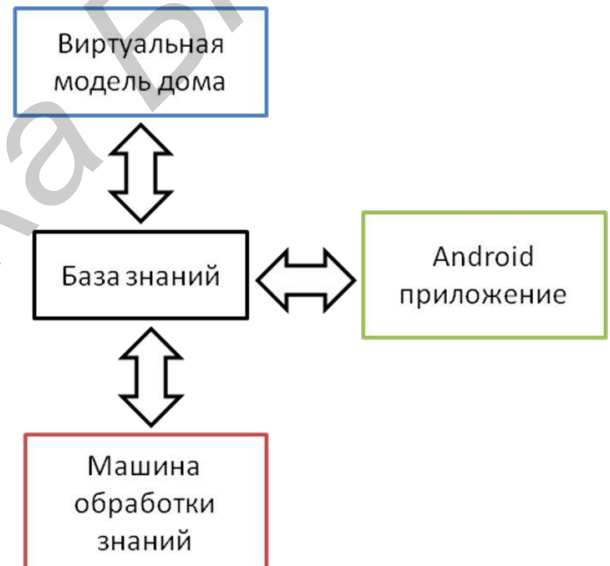 Виртуальная
модель дома
База знаний
Android
приложение
Машина
обработки
знаний